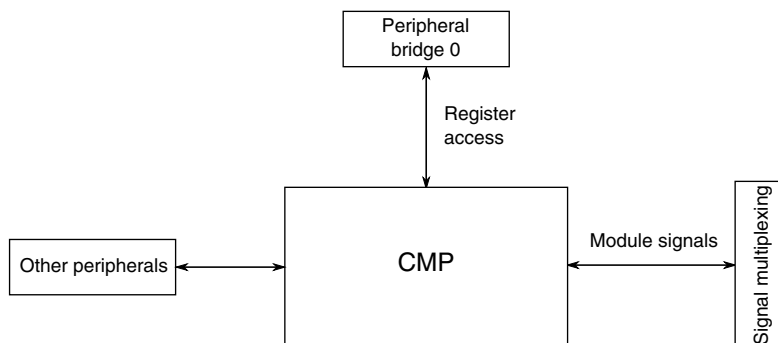 Peripheral
bridge 0
Register
access
Other peripherals
CMP
Module signals
Signal multiplexing